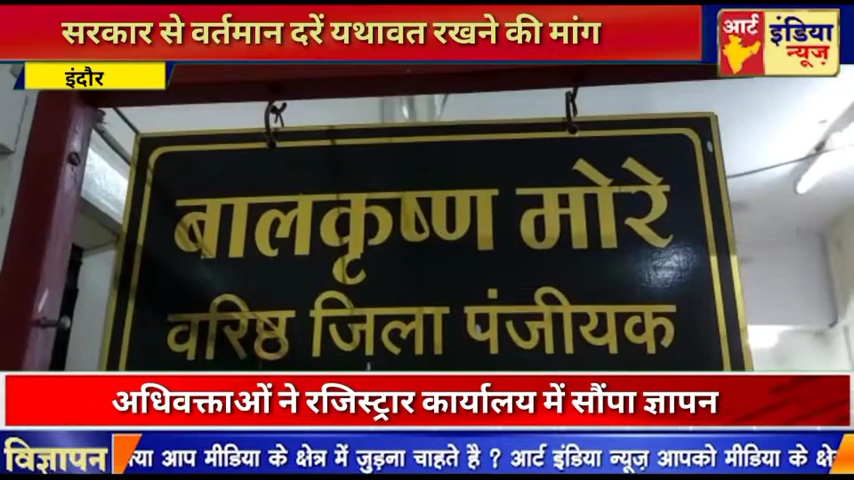 सरकार से वर्तमान दरें यथावत रखने की मांग
आर्ट इंडिया न्यूज़
इंदौर
बालकृष्ण मोरे
वरिष्ठ जिला पंजीयक
अधिवक्ताओं ने रजिस्ट्रार कार्यालय में सौंपा ज्ञापन
विज्ञापन आप मीडिया के क्षेत्र में जुड़ना चाहते है ? आर्ट इंडिया न्यूज़ आपको मीडिया के